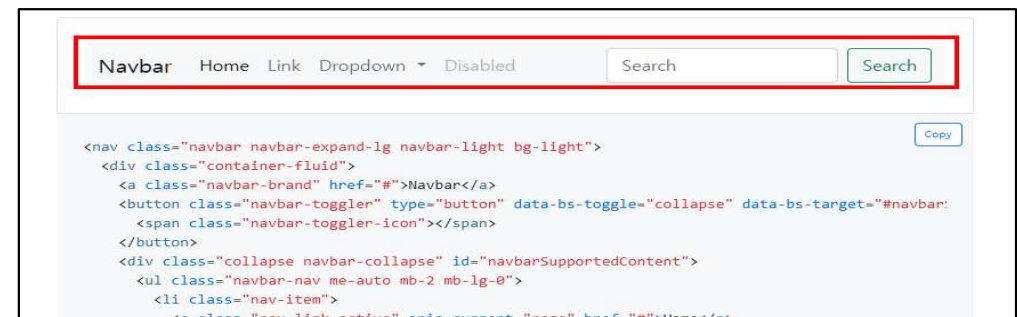 Navbar Home Link Dropdown Disabled Search Search
Copy
<nav class="navbar navbar-expand-lg navbar-light bg-light">
<div class="container-fluid">
<a class="navbar-brand" href="#">Navbar</a>
<button class="navbar-toggler" type="button" data-bs-toggle="collapse" data-bs-target="#navbar
<span class="navbar-toggler-icon"></span>
</button>
<div class="collapse navbar-collapse" id="navbarSupportedContent">
<ul class="navbar-nav me-auto mb-2 mb-lg-0">
<li class="nav-item">